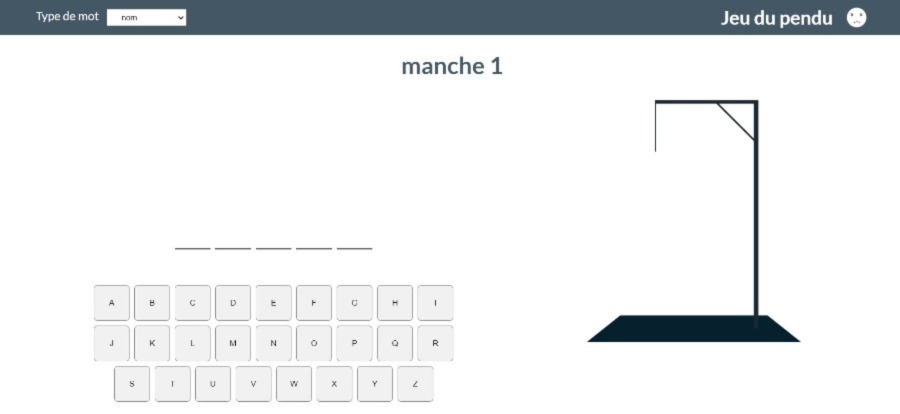 Type de mot nom Jeu du pendu
manche 1
A B C D E F G H I
J K L M N O P Q R
S T U V W X Y Z